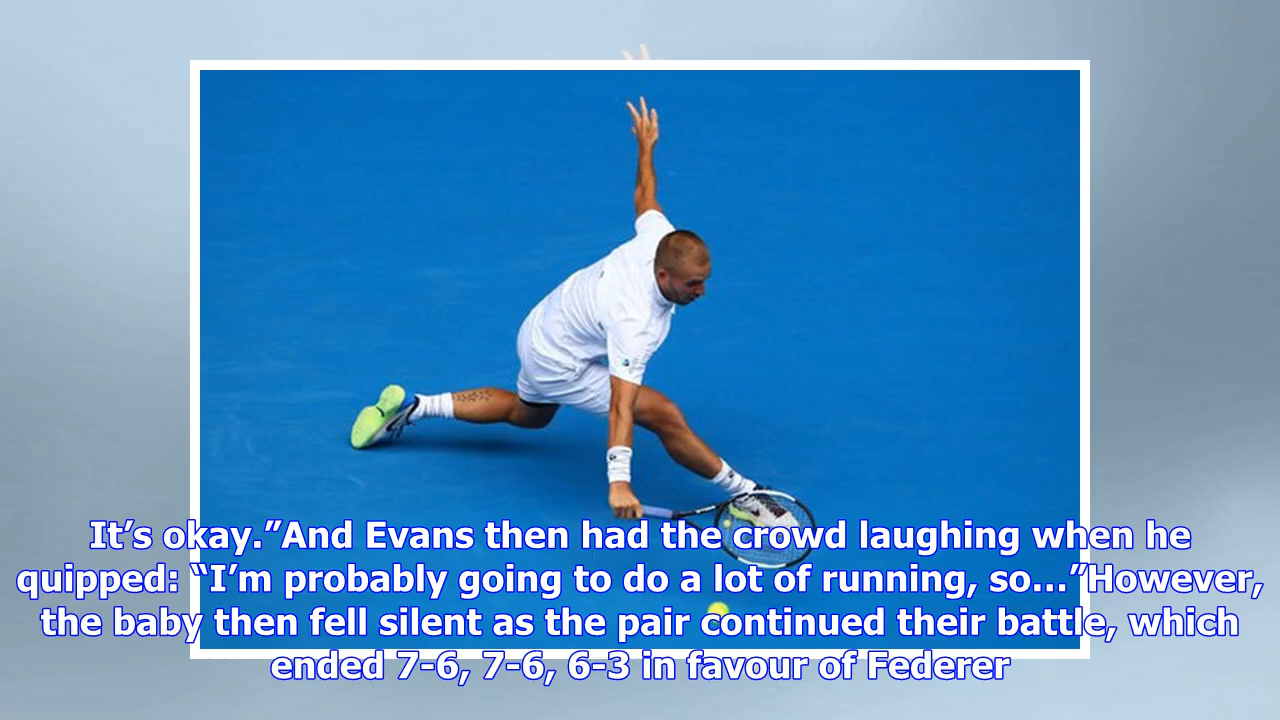 It’s okay.”And Evans then had the crowd laughing when he
quipped: “I’m probably going to do a lot of running, so...”However,
the baby then fell silent as the pair continued their battle, which
ended 7-6, 7-6, 6-3 in favour of Federer